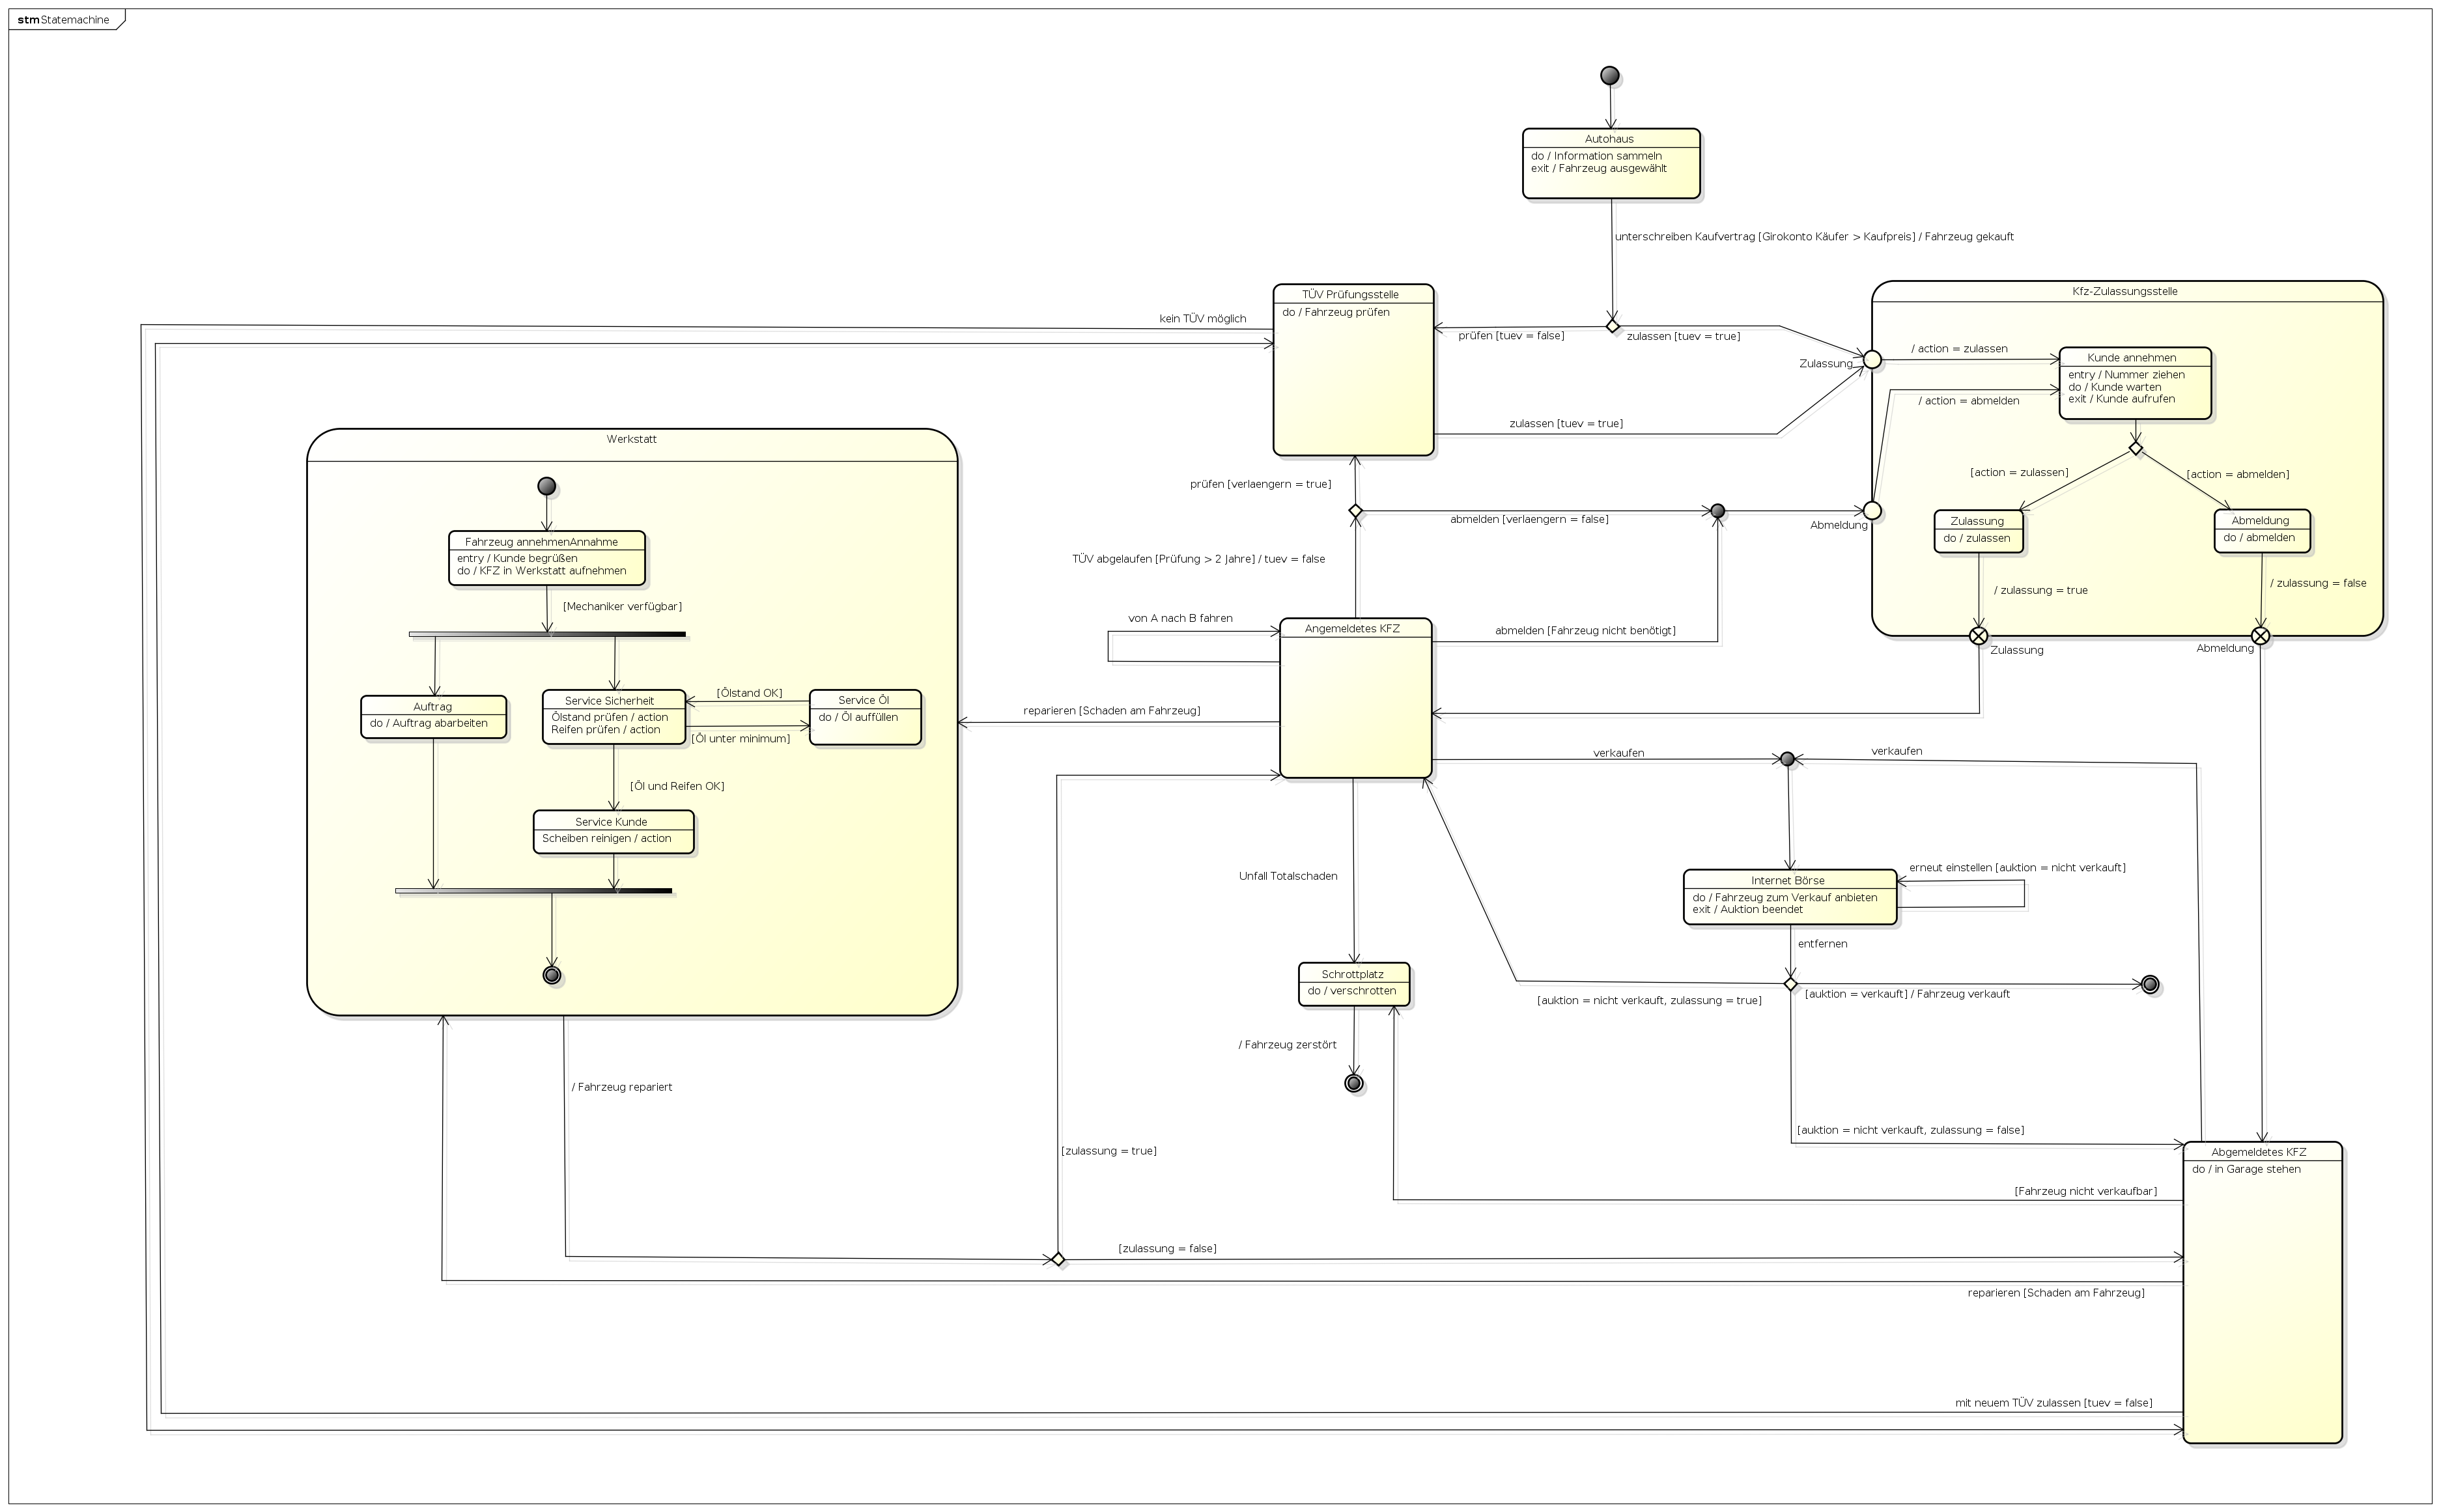 stm Statemachine
Autohaus
do / Information sammeln
exit / Fahrzeug ausgewählt
unterschreiben Kaufvertrag [Girokonto Käufer > Kaufpreis] / Fahrzeug gekauft
TÜV Prüfungsstelle
do / Fahrzeug prüfen
kein TÜV möglich
prüfen [tuev = false]
zulassen [tuev = true]
Kfz-Zulassungsstelle
Zulassung
/ action = zulassen
Kunde annehmen
entry / Nummer ziehen
do / Kunde warten
exit / Kunde aufrufen
/ action = abmelden
zulassen [tuev = true]
[action = zulassen]
[action = abmelden]
Abmeldung
Zulassung
do / zulassen
Abmeldung
do / abmelden
/ zulassung = true
/ zulassung = false
Zulassung
Abmeldung
prüfen [verlaengern = true]
abmelden [verlaengern = false]
TÜV abgelaufen [Prüfung > 2 Jahre] / tuev = false
Werkstatt
Fahrzeug annehmenAnnahme
entry / Kunde begrüßen
do / KFZ in Werkstatt aufnehmen
[Mechaniker verfügbar]
Auftrag
do / Auftrag abarbeiten
Service Sicherheit
Ölstand prüfen / action
Reifen prüfen / action
[Ölstand OK]
[Öl unter minimum]
Service Öl
do / Öl auffüllen
[Öl und Reifen OK]
Service Kunde
Scheiben reinigen / action
von A nach B fahren
Angemeldetes KFZ
abmelden [Fahrzeug nicht benötigt]
reparieren [Schaden am Fahrzeug]
verkaufen
verkaufen
Unfall Totalschaden
Internet Börse
do / Fahrzeug zum Verkauf anbieten
exit / Auktion beendet
erneut einstellen [auktion = nicht verkauft]
entfernen
Schrottplatz
do / verschrotten
[auktion = nicht verkauft, zulassung = true]
[auktion = verkauft] / Fahrzeug verkauft
/ Fahrzeug zerstört
/ Fahrzeug repariert
[auktion = nicht verkauft, zulassung = false]
[zulassung = true]
Abgemeldetes KFZ
do / in Garage stehen
[Fahrzeug nicht verkaufbar]
[zulassung = false]
reparieren [Schaden am Fahrzeug]
mit neuem TÜV zulassen [tuev = false]